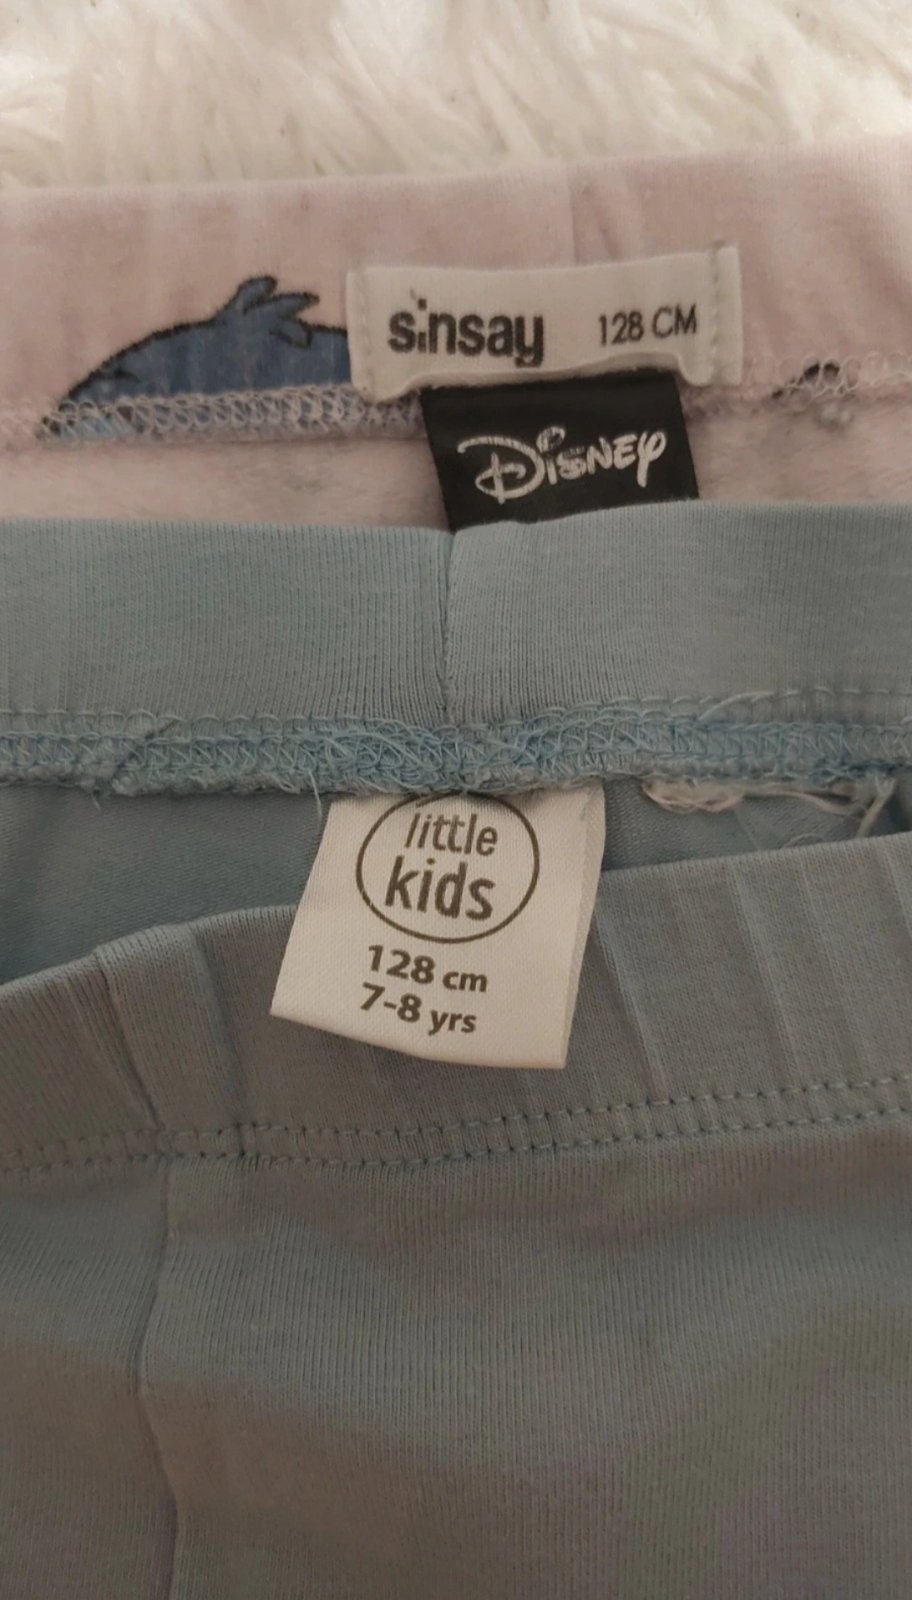 sinsay 128 CM
Disney
little
kids
128 cm
7-8 yrs